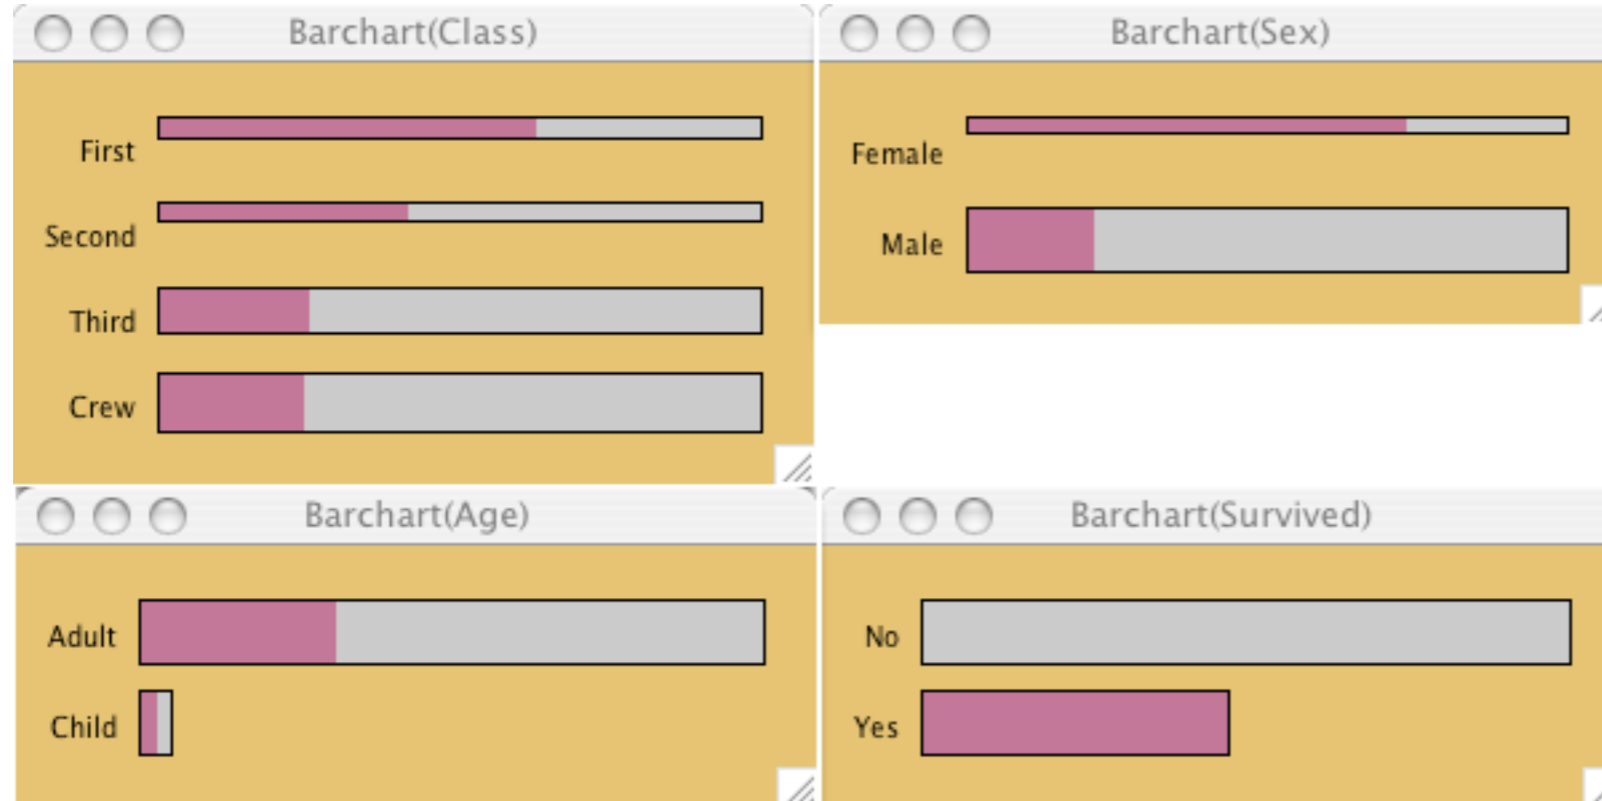 Barchart(Class)
First
Second
Third
Crew
Barchart(Sex)
Female
Male
Barchart(Age)
Adult
Child
Barchart(Survived)
No
Yes